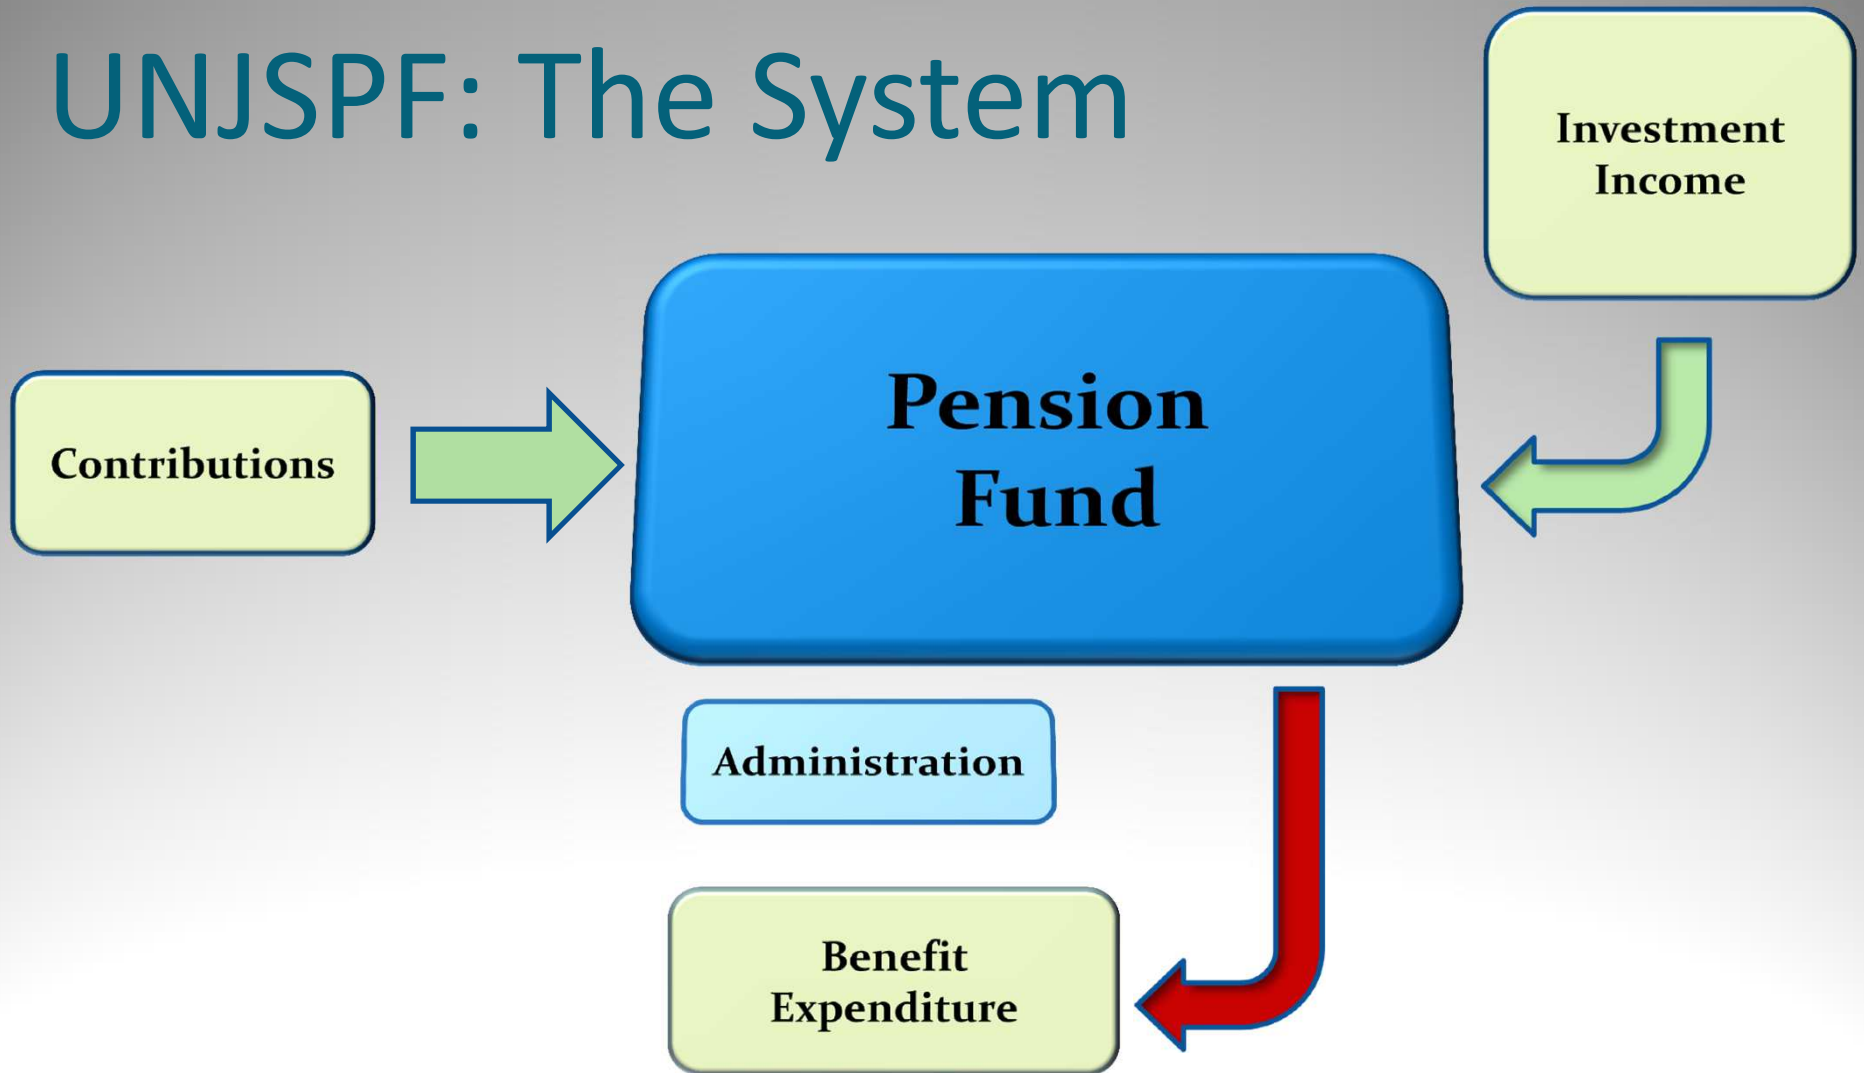 UNJSPF: The System
Investment
Income
Contributions
Pension
Fund
Administration
Benefit
Expenditure